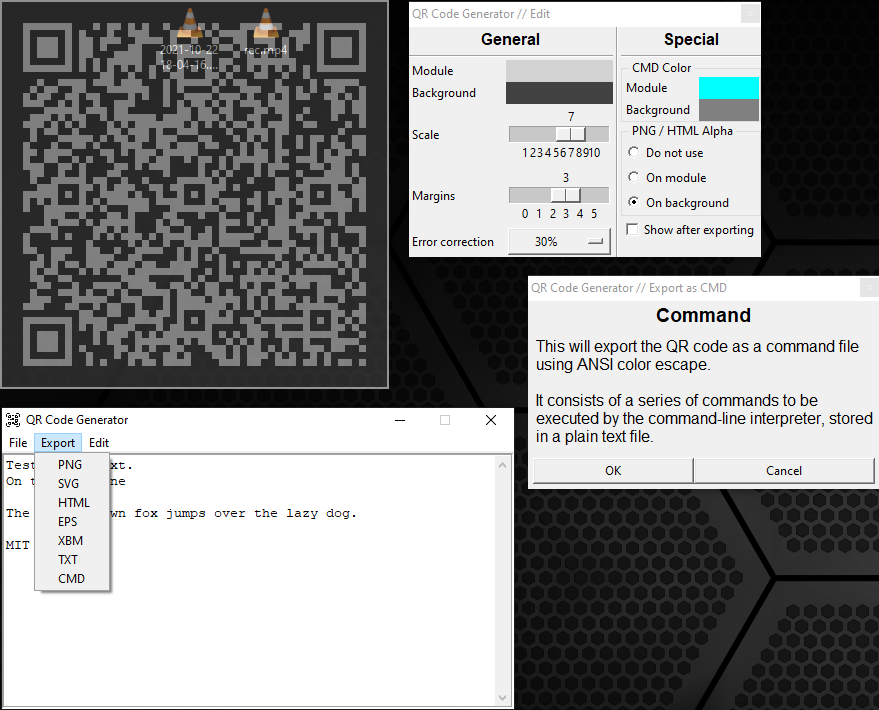 2021-10-22
18-04-16....
rec.mp4
QR Code Generator // Edit
General
Module
Background
7
Scale
1 2 3 4 5 6 7 8 9 10
3
Margins
0 1 2 3 4 5
Error correction
30%
Special
CMD Color
Module
Background
PNG / HTML Alpha
Do not use
On module
On background
Show after exporting
QR Code Generator // Export as CMD
Command
This will export the QR code as a command file
using ANSI color escape.
It consists of a series of commands to be
executed by the command-line interpreter, stored
in a plain text file.
OK
Cancel
QR Code Generator
File Export Edit
PNG
SVG
HTML
EPS
XBM
TXT
CMD
Test xt.
On t ne
The wn fox jumps over the lazy dog.
MIT